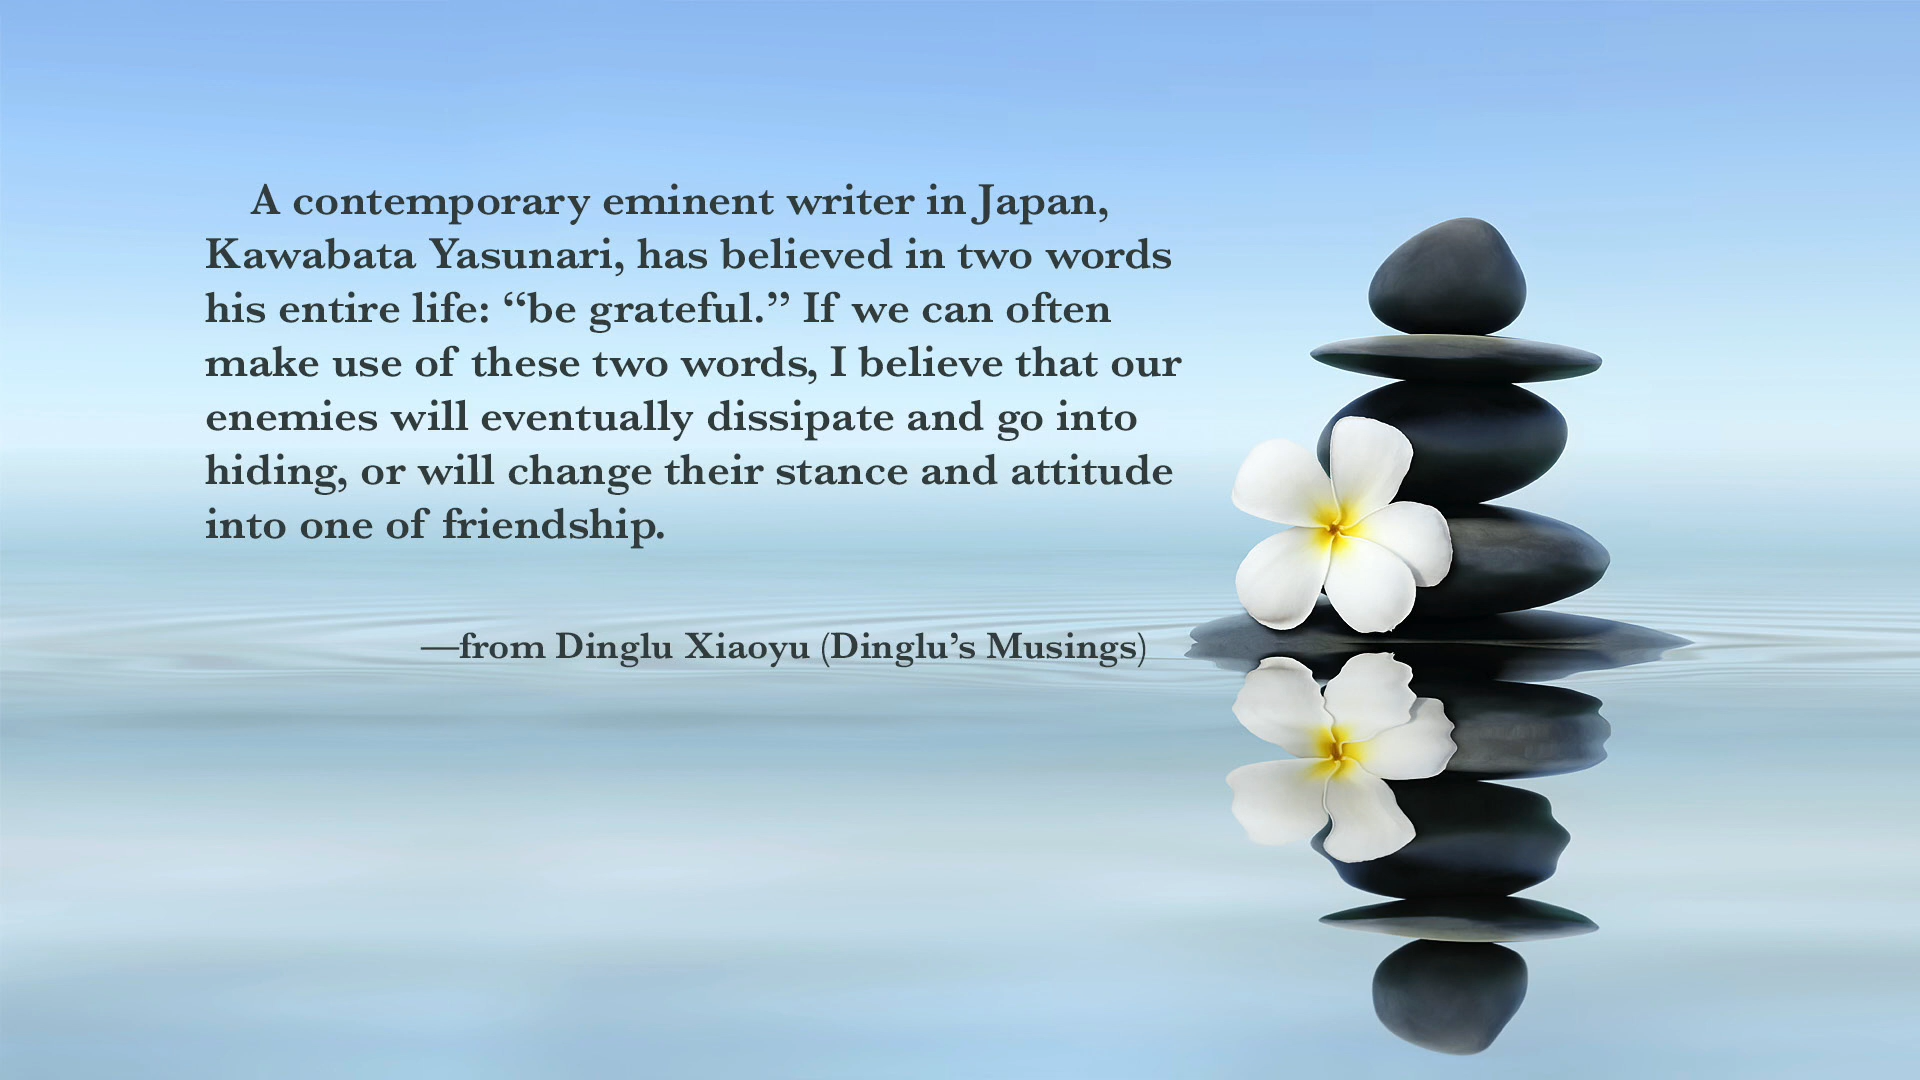 A contemporary eminent writer in Japan,
Kawabata Yasunari, has believed in two words
his entire life: “be grateful.” If we can often
make use of these two words, I believe that our
enemies will eventually dissipate and go into
hiding, or will change their stance and attitude
into one of friendship.
—from Dinglu Xiaoyu (Dinglu’s Musings)